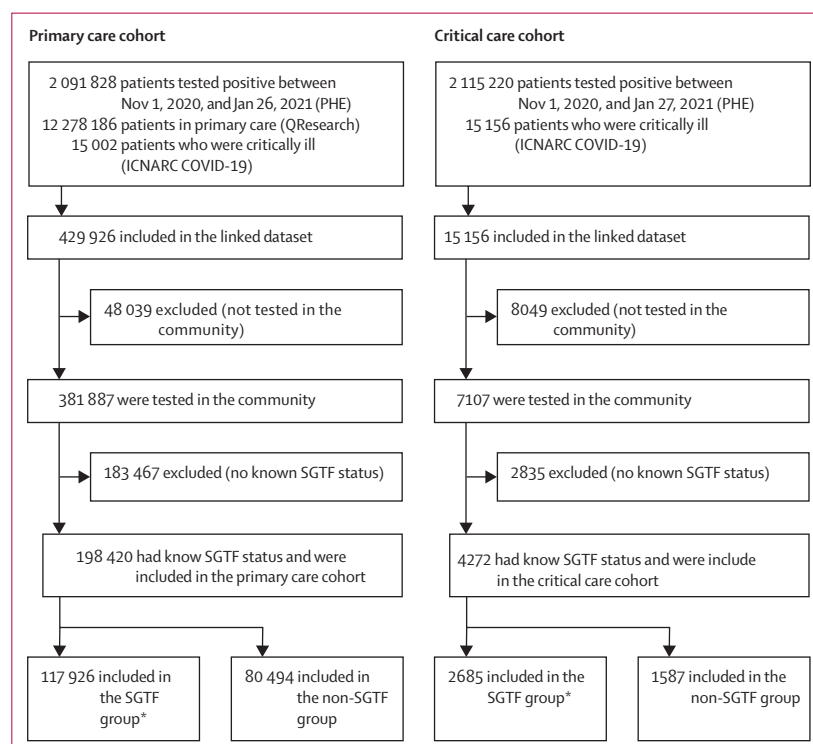 Primary care cohort
2 091 828 patients tested positive between
Nov 1, 2020, and Jan 26, 2021 (PHE)
12 278 186 patients in primary care (QResearch)
15 002 patients who were critically ill
(ICNARC COVID-19)
429 926 included in the linked dataset
48 039 excluded (not tested in the
community)
381 887 were tested in the community
183 467 excluded (no known SGTF status)
198 420 had know SGTF status and were
included in the primary care cohort
117 926 included in
the SGTF
group*
80 494 included in
the non-SGTF
group
Critical care cohort
2 115 220 patients tested positive between
Nov 1, 2020, and Jan 27, 2021 (PHE)
15 156 patients who were critically ill
(ICNARC COVID-19)
15 156 included in the linked dataset
8049 excluded (not tested in the
community)
7107 were tested in the community
2835 excluded (no known SGTF status)
4272 had know SGTF status and were include
in the critical care cohort
2685 included in the
SGTF group*
1587 included in the
non-SGTF group